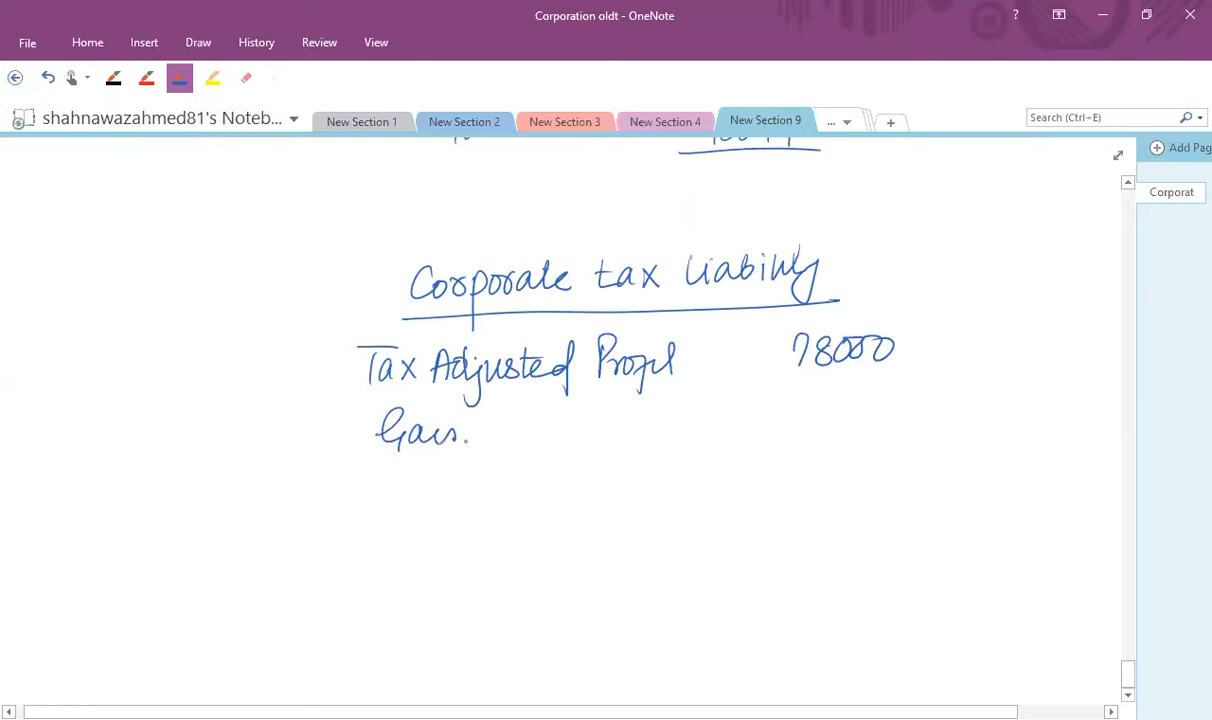 Corporation oldt - OneNote
?
File Home Insert Draw History Review View
shahnawazahmed81's Noteb... New Section 1 New Section 2 New Section 3 New Section 4 New Section 9 ... Search (Ctrl+E)
Add Pag
Corporat
Corporate tax Liability
Tax Adjusted Profit 78000
Gains.